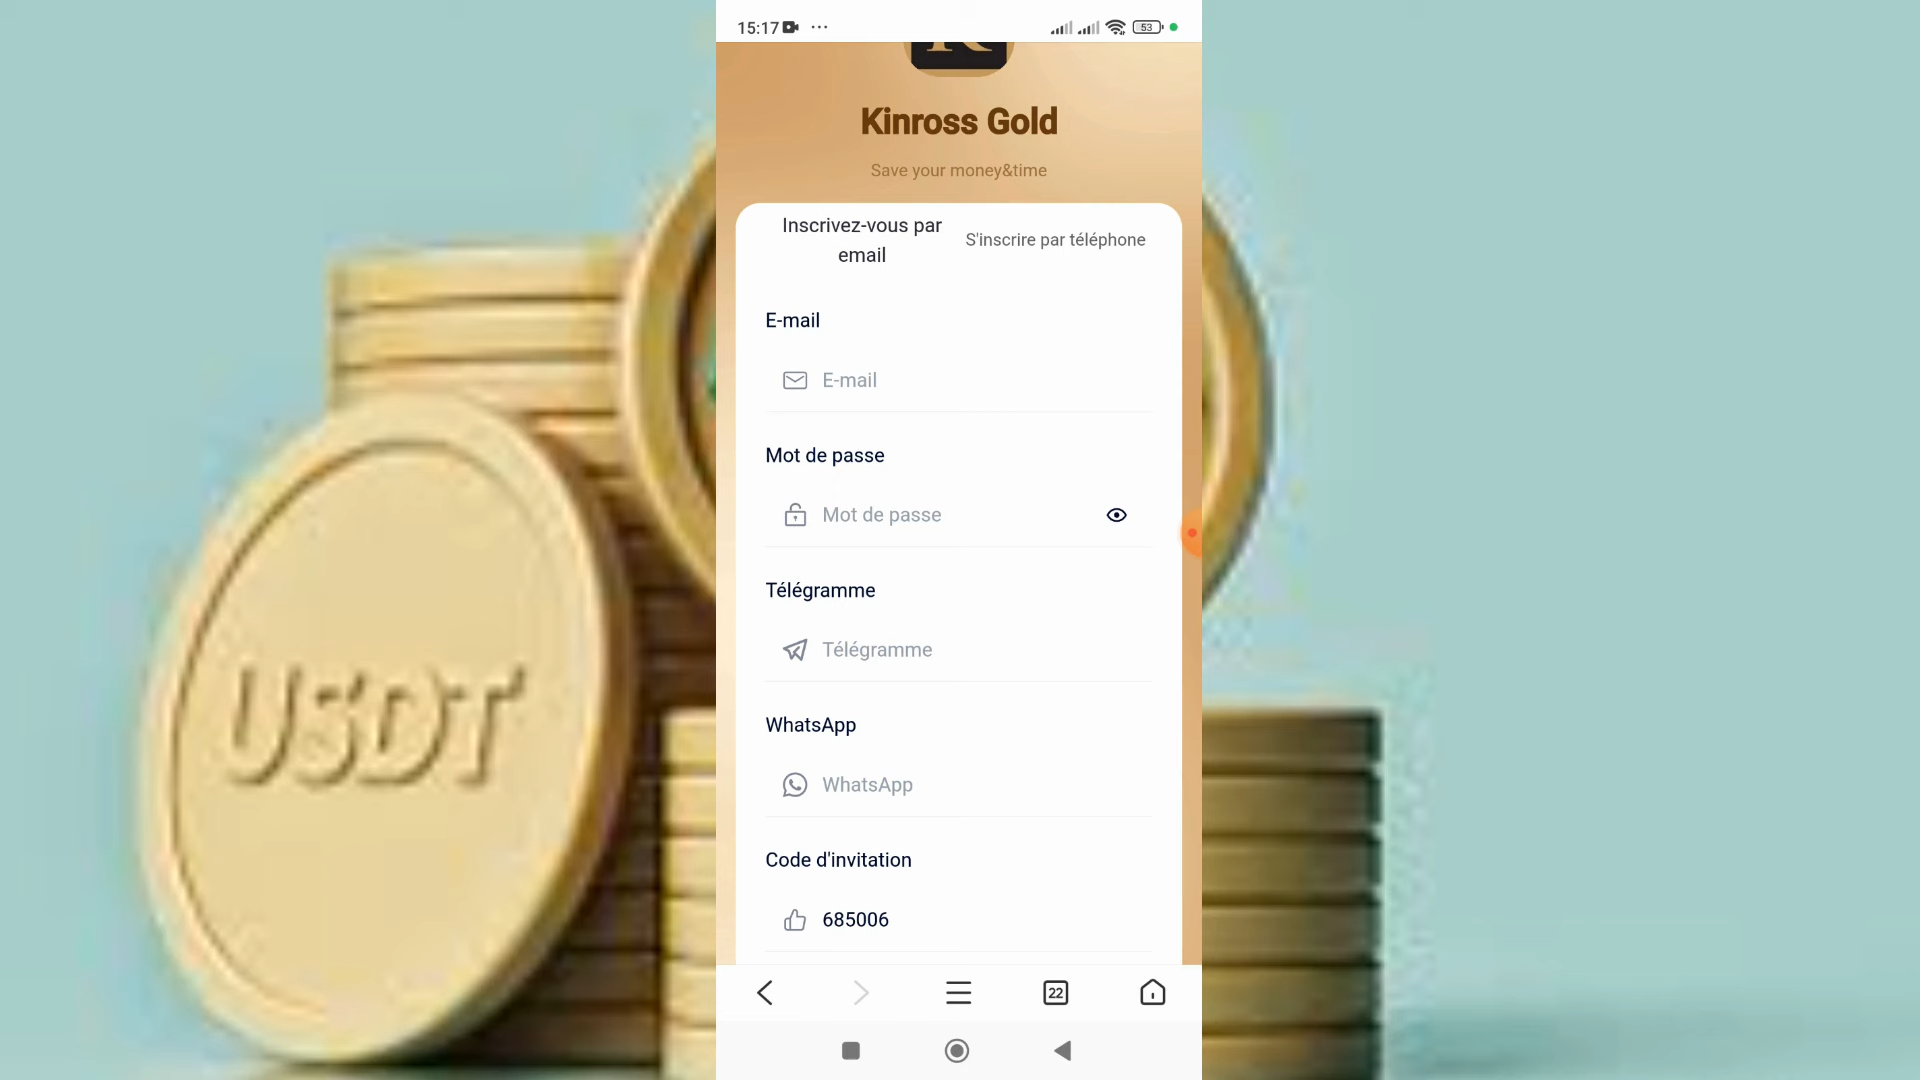 15:17
53
Kinross Gold
Save your money&time
Inscrivez-vous par
email
S'inscrire par téléphone
E-mail
E-mail
Mot de passe
Mot de passe
Télégramme
Télégramme
WhatsApp
WhatsApp
Code d'invitation
685006
22
USDT